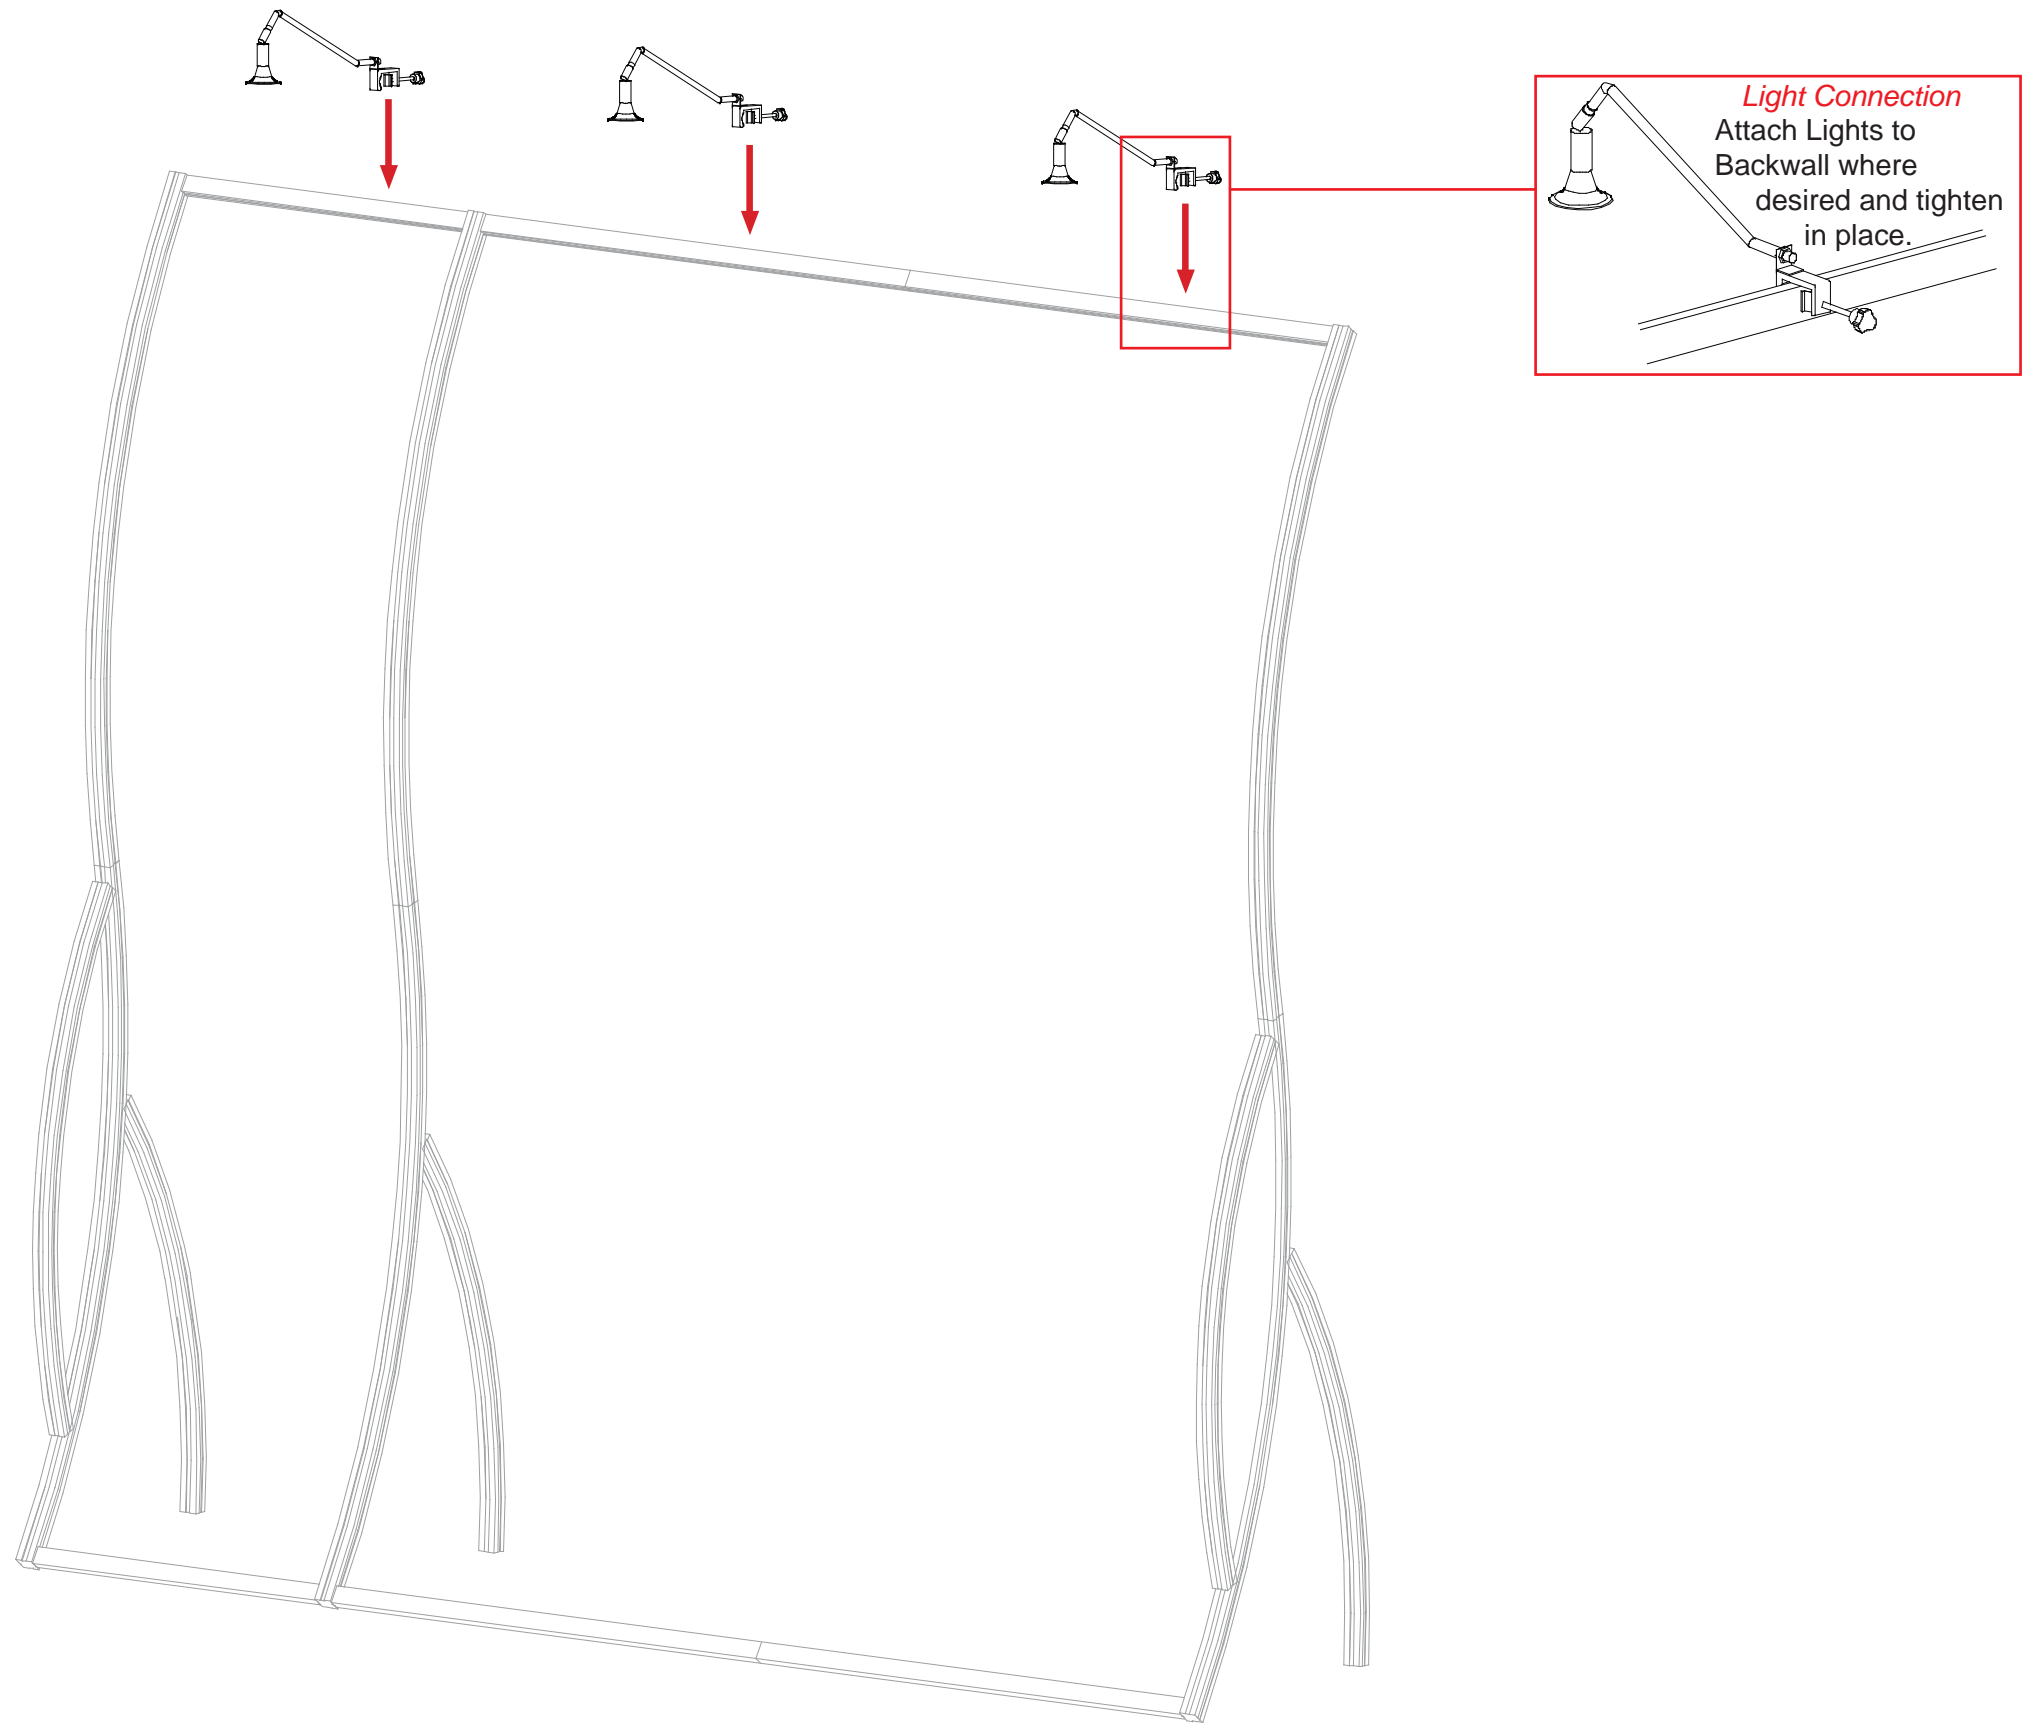 Light Connection
Attach Lights to
Backwall where
desired and tighten
in place.